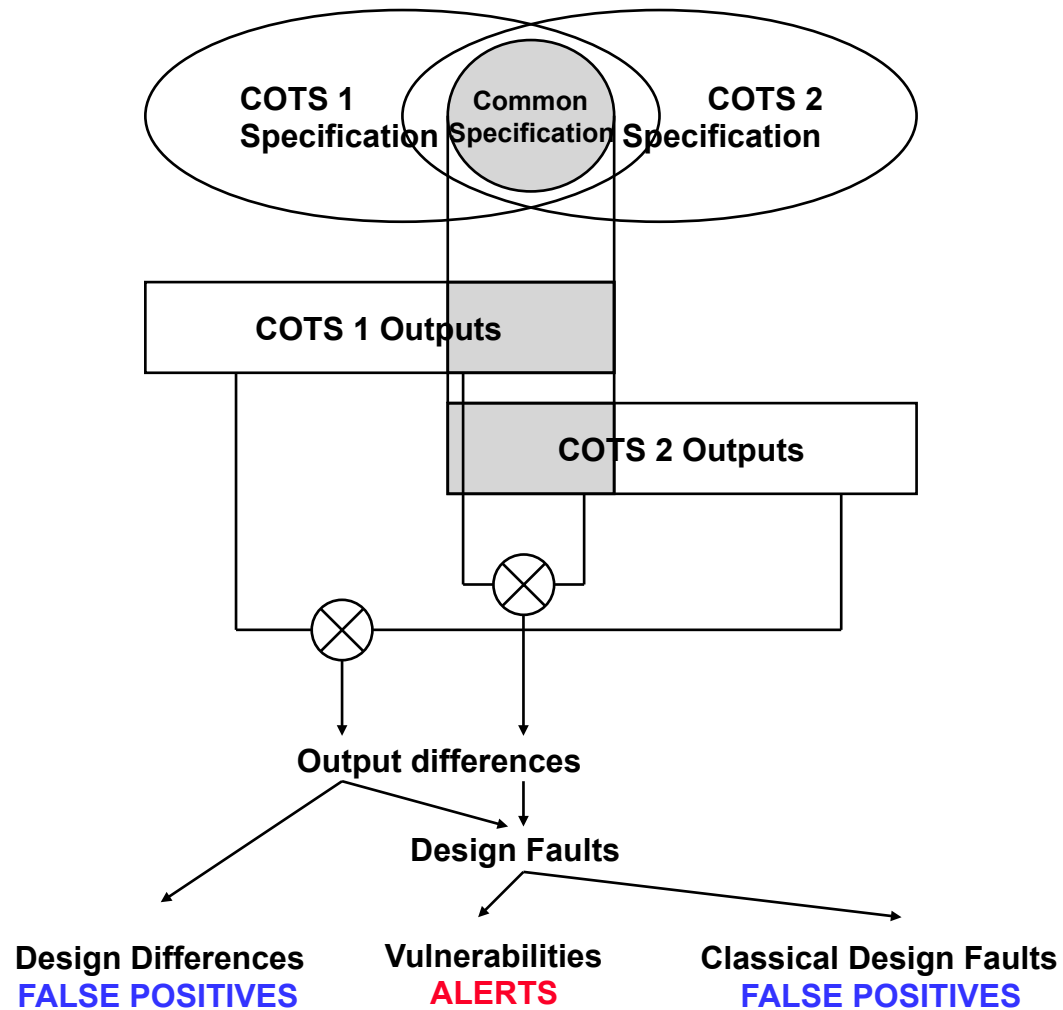 COTS 1
Specification
Common
Specification
COTS 2
Specification
COTS 1 Outputs
COTS 2 Outputs
Output differences
Design Faults
Design Differences
FALSE POSITIVES
Vulnerabilities
ALERTS
Classical Design Faults
FALSE POSITIVES